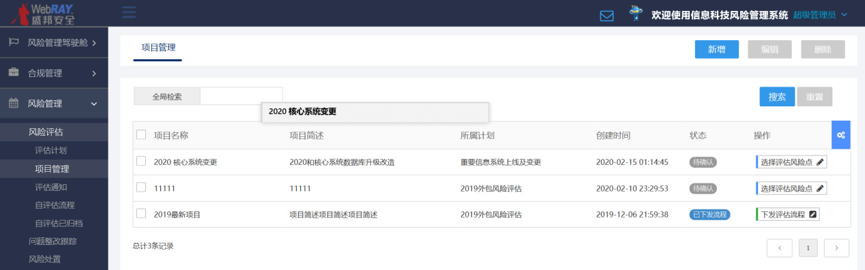 WebRAY
盛邦安全
欢迎使用信息科技风险管理系统 超级管理员
风险管理驾驶舱
合规管理
风险管理
风险评估
评估计划
项目管理
评估通知
自评估流程
自评估已归档
问题整改跟踪
风险处置
项目管理
新增 编辑 删除
全局检索 搜索 重置
2020 核心系统变更
项目名称 项目简述 所属计划 创建时间 状态 操作
2020 核心系统变更 2020和核心系统数据库升级改造 重要信息系统上线及变更 2020-02-15 01:14:45 待确认 选择评估风险点
11111 11111 2019外包风险评估 2020-02-10 23:29:53 待确认 选择评估风险点
2019最新项目 项目简述项目简述项目简述 2019外包风险评估 2019-12-06 21:59:38 已下发流程 下发评估流程
总计3条记录
< 1 >